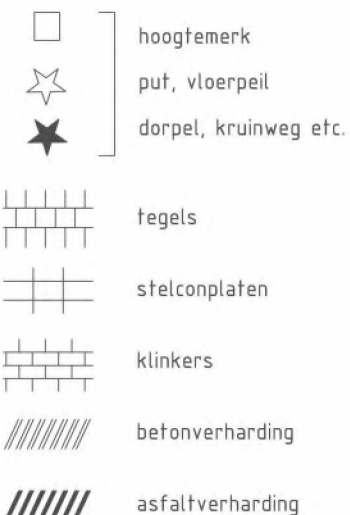 hoogtemerk
put, vloerpeil
dorpel, kruinweg etc.
tegels
stelconplaten
klinkers
betonverharding
asfaltverharding